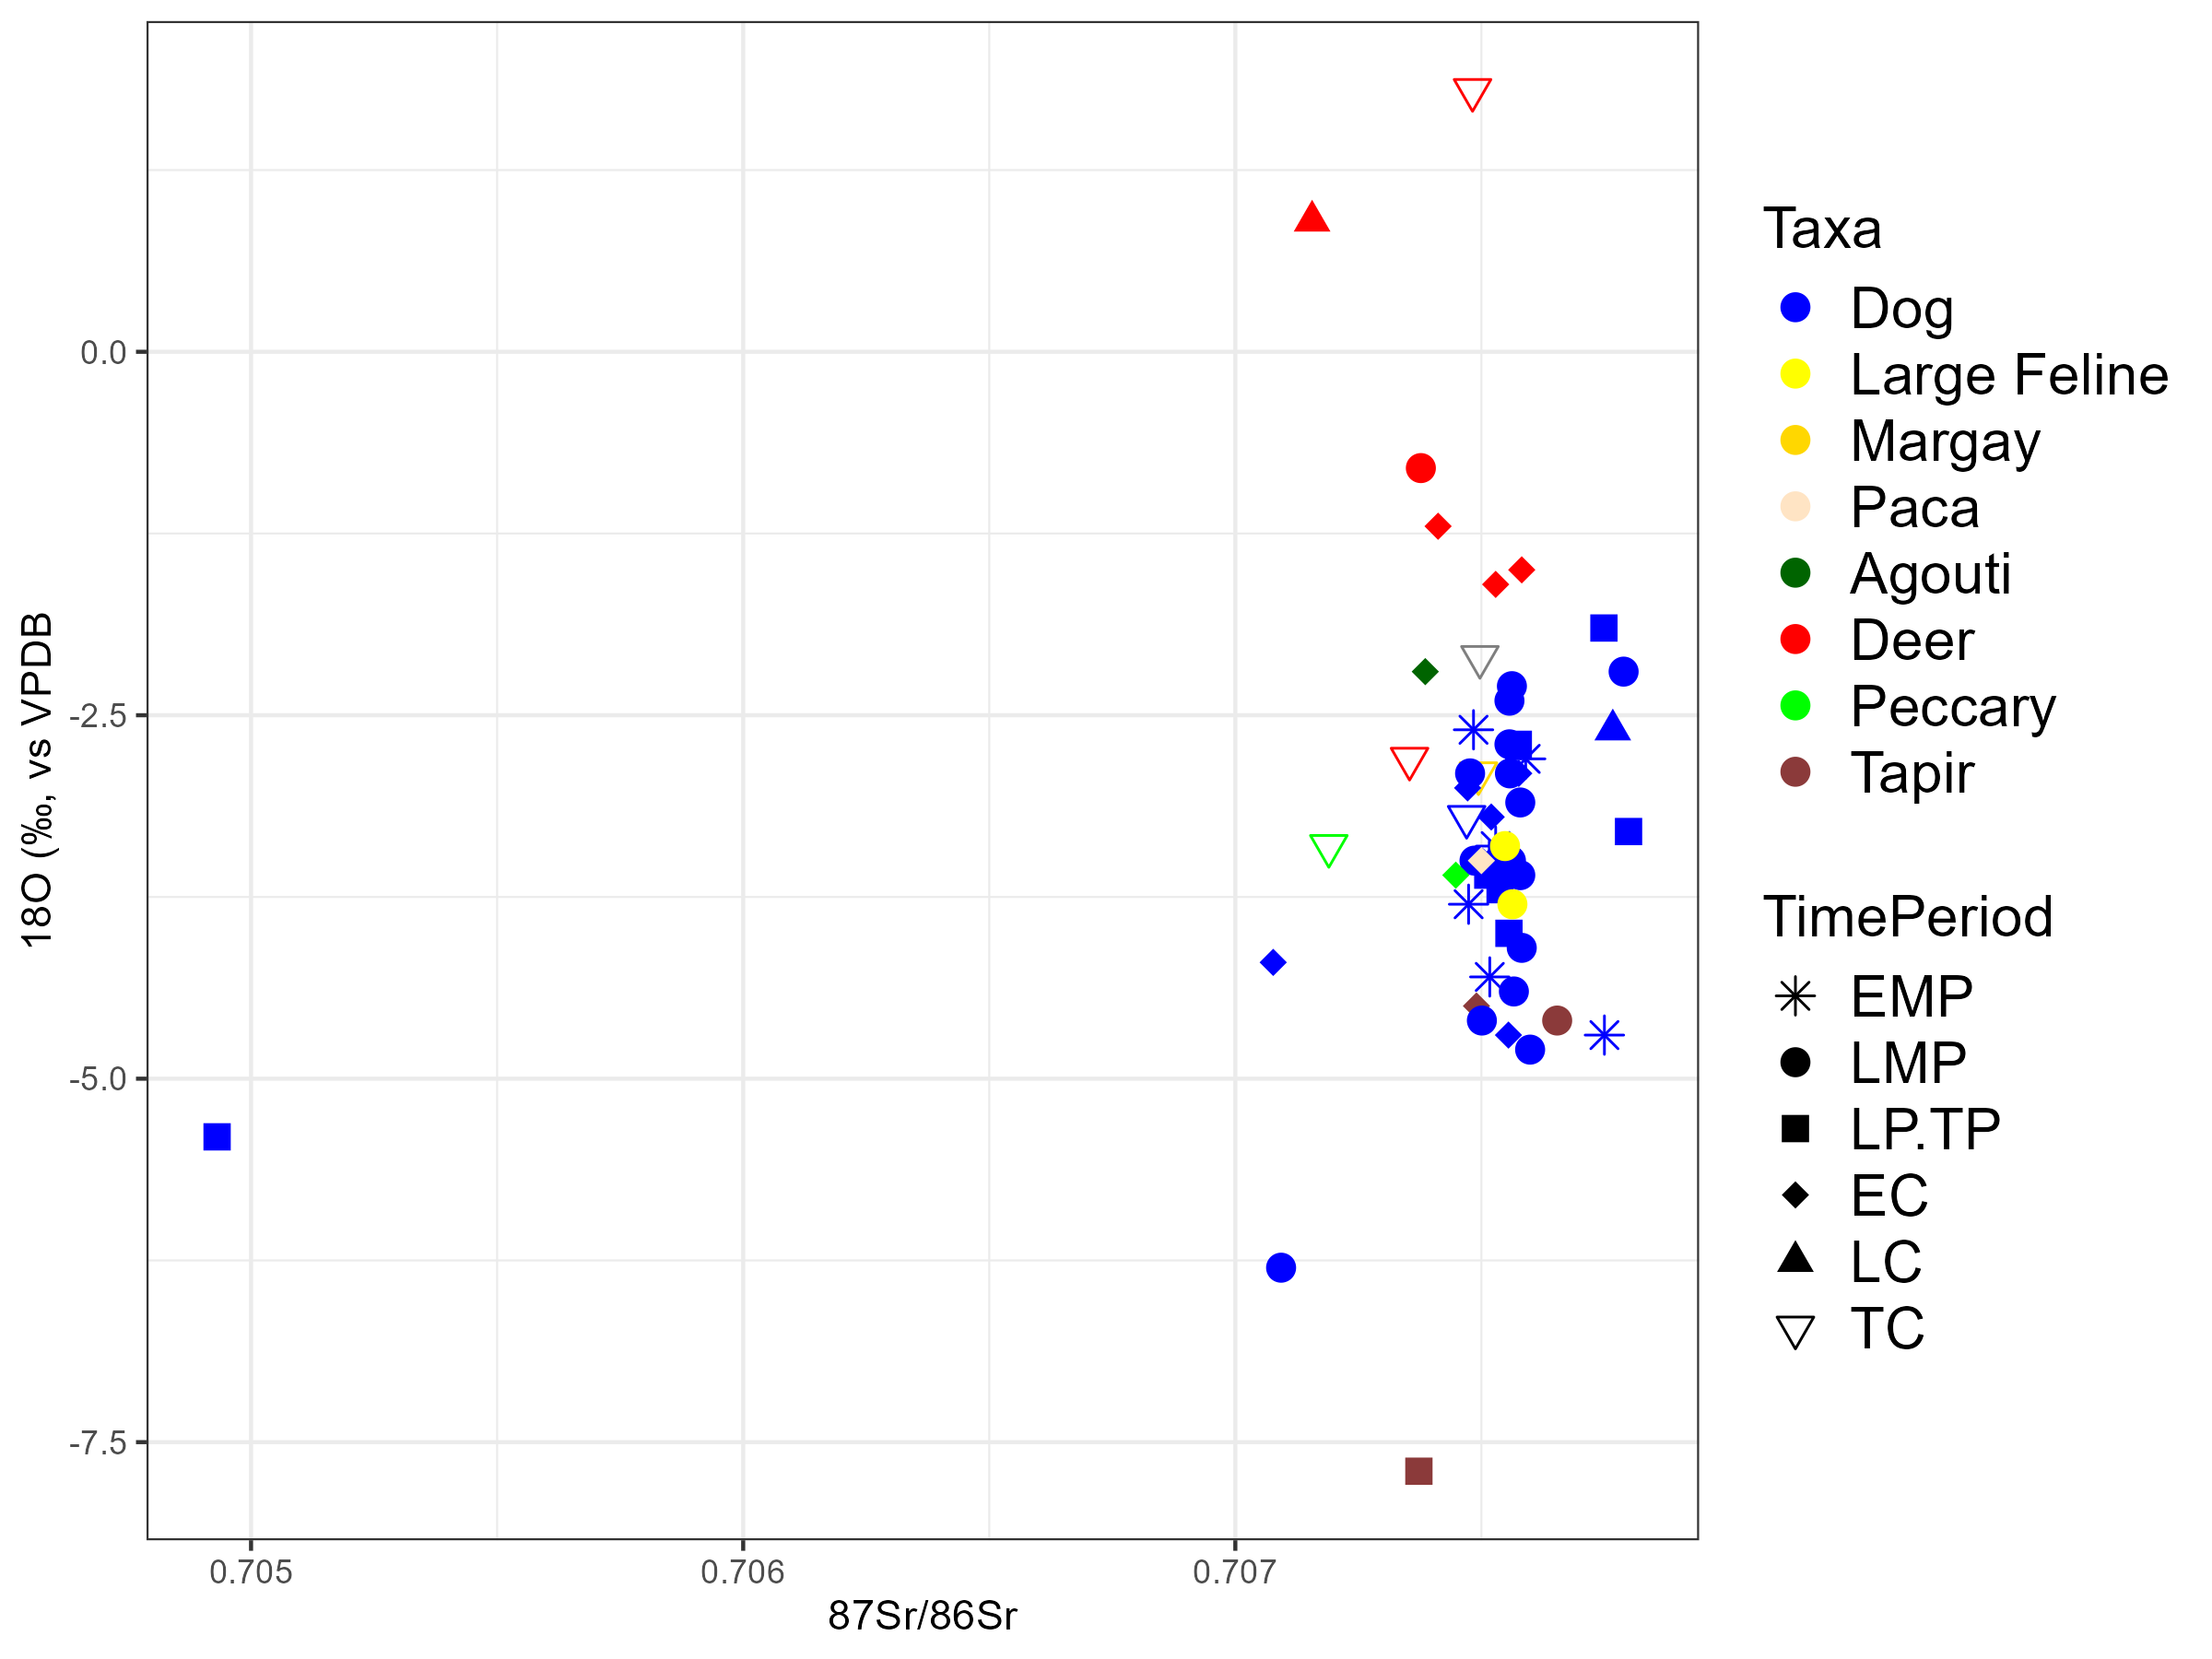 0.0
-2.5
-5.0
-7.5
18O (‰, vs VPDB
0.705
0.706
0.707
87Sr/86Sr
Taxa
Dog
Large Feline
Margay
Paca
Agouti
Deer
Peccary
Tapir
TimePeriod
EMP
LMP
LP.TP
EC
LC
TC